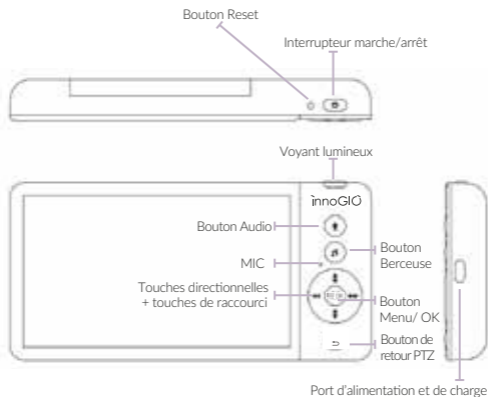 Bouton Reset
Interrupteur marche/arrêt
Voyant lumineux
innoGIO
Bouton Audio
Bouton
Berceuse
MIC
Touches directionnelles
+ touches de raccourci
Bouton
Menu/ OK
Bouton de
retour PTZ
Port d'alimentation et de charge